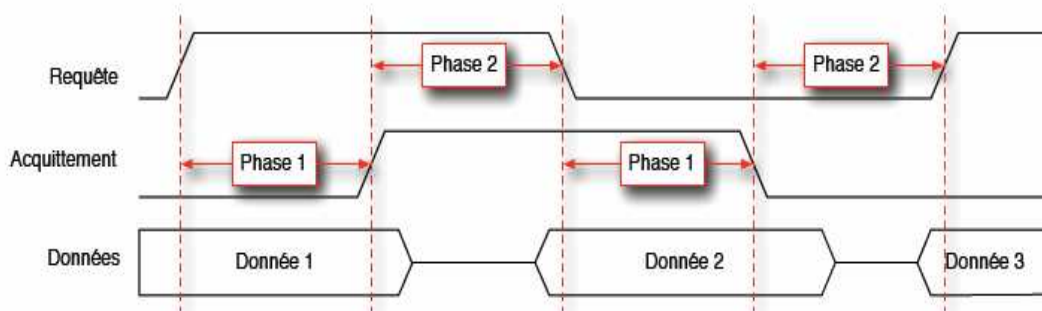 Requête
Phase 2
Phase 2
Acquittement
Phase 1
Phase 1
Données
Donnée 1
Donnée 2
Donnée 3